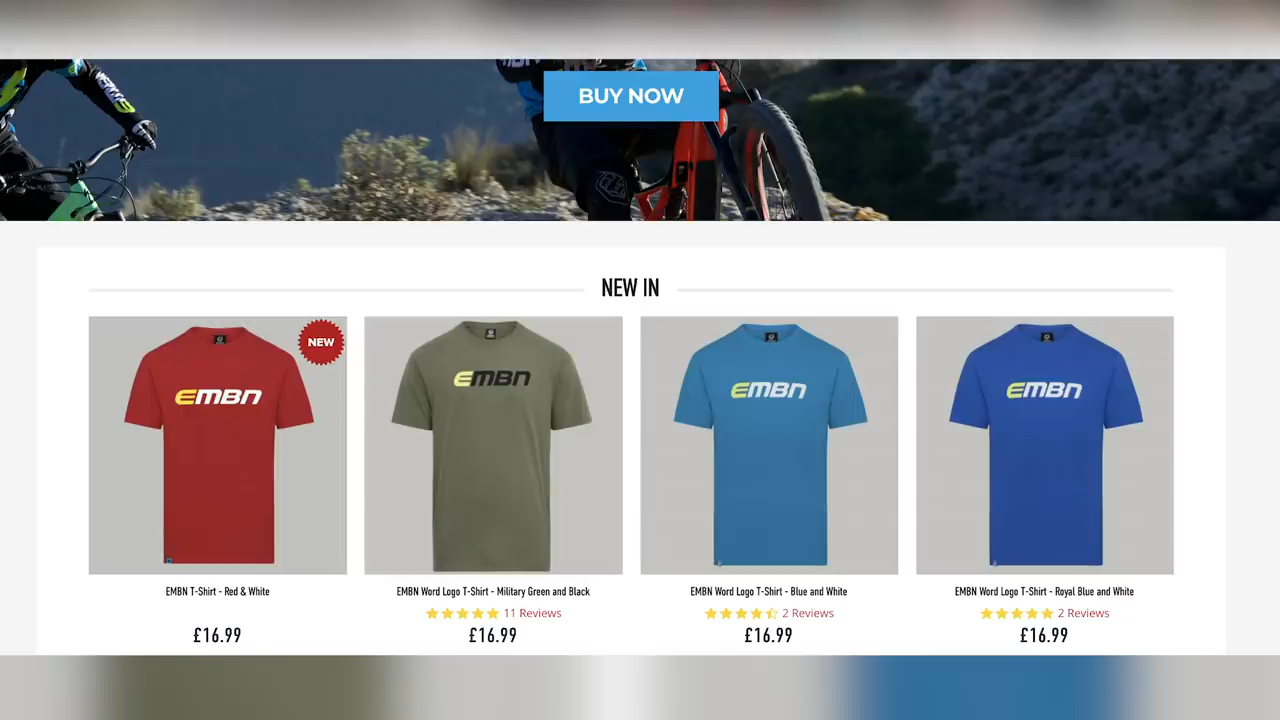 BUY NOW
NEW IN
NEW
EMBN
EMBN
EMBN
EMBN
EMBN T-Shirt - Red & White
EMBN Word Logo T-Shirt - Military Green and Black
EMBN Word Logo T-Shirt - Blue and White
EMBN Word Logo T-Shirt - Royal Blue and White
11 Reviews
2 Reviews
2 Reviews
£16.99
£16.99
£16.99
£16.99